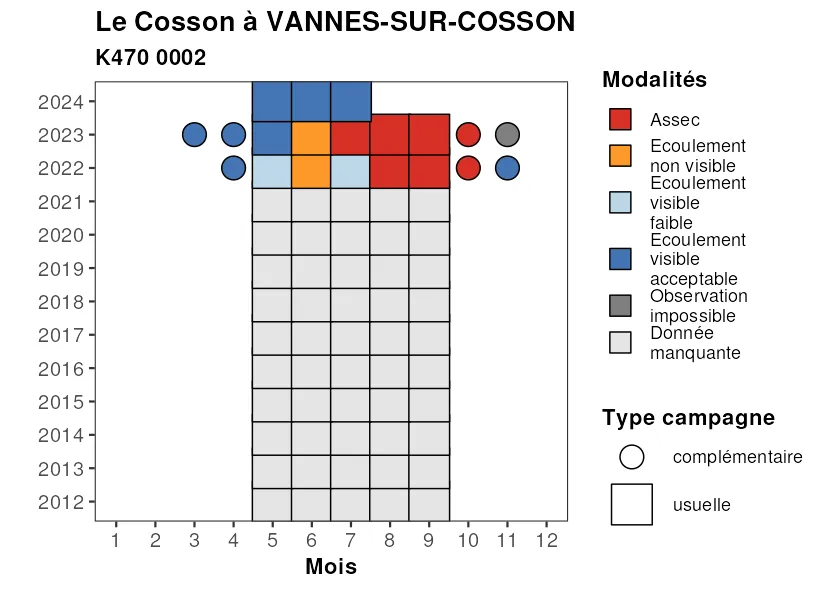 Le Cosson à VANNES-SUR-COSSON
K470 0002
2024
2023
2022
2021
2020
2019
2018
2017
2016
2015
2014
2013
2012
1 2 3 4 5 6 7 8 9 10 11 12
Mois
Modalités
Assec
Ecoulement
non visible
Ecoulement
visible
faible
Ecoulement
visible
acceptable
Observation
impossible
Donnée
manquante
Type campagne
complémentaire
usuelle